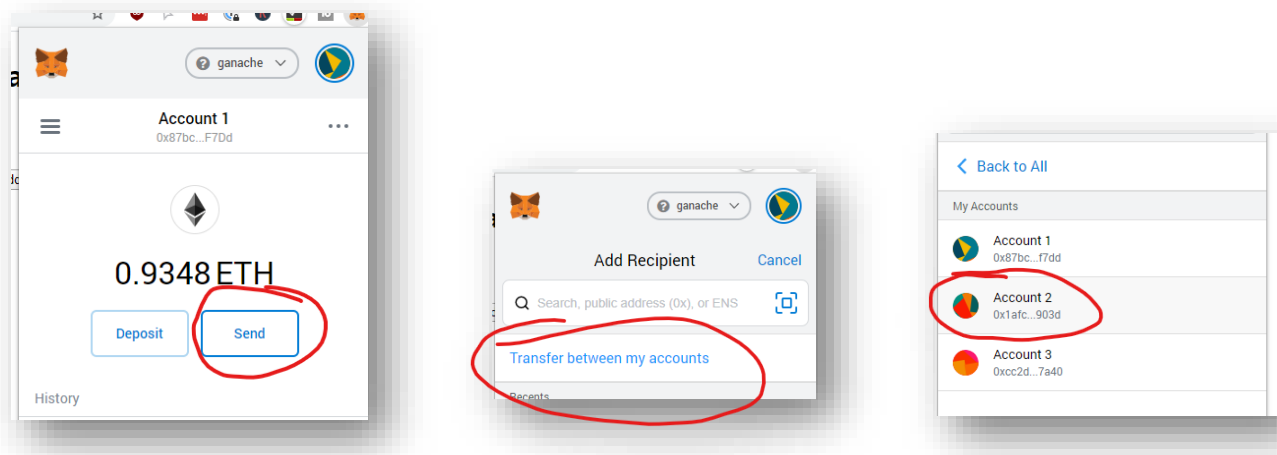 ganache
Account 1
0x87bc...F7Dd
0.9348 ETH
Deposit
Send
History
ganache
Add Recipient
Cancel
Search, public address (0x), or ENS
Transfer between my accounts
Recents
Back to All
My Accounts
Account 1
0x87bc...f7dd
Account 2
0x1afc...903d
Account 3
0xcc2d...7a40